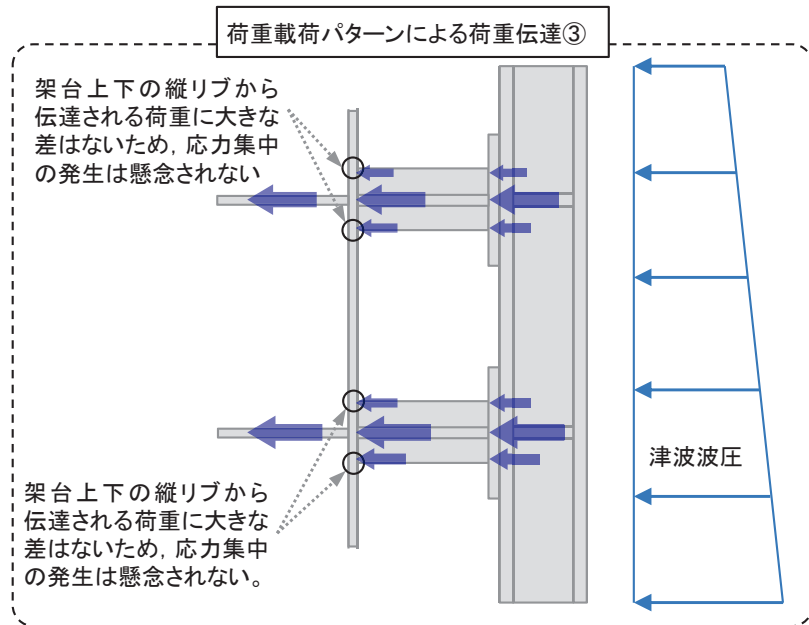 荷重載荷パターンによる荷重伝達③
架台上下の縦リブから
伝達される荷重に大きな
差はないため，応力集中
の発生は懸念されない
津波波圧
架台上下の縦リブから
伝達される荷重に大きな
差はないため，応力集中
の発生は懸念されない。